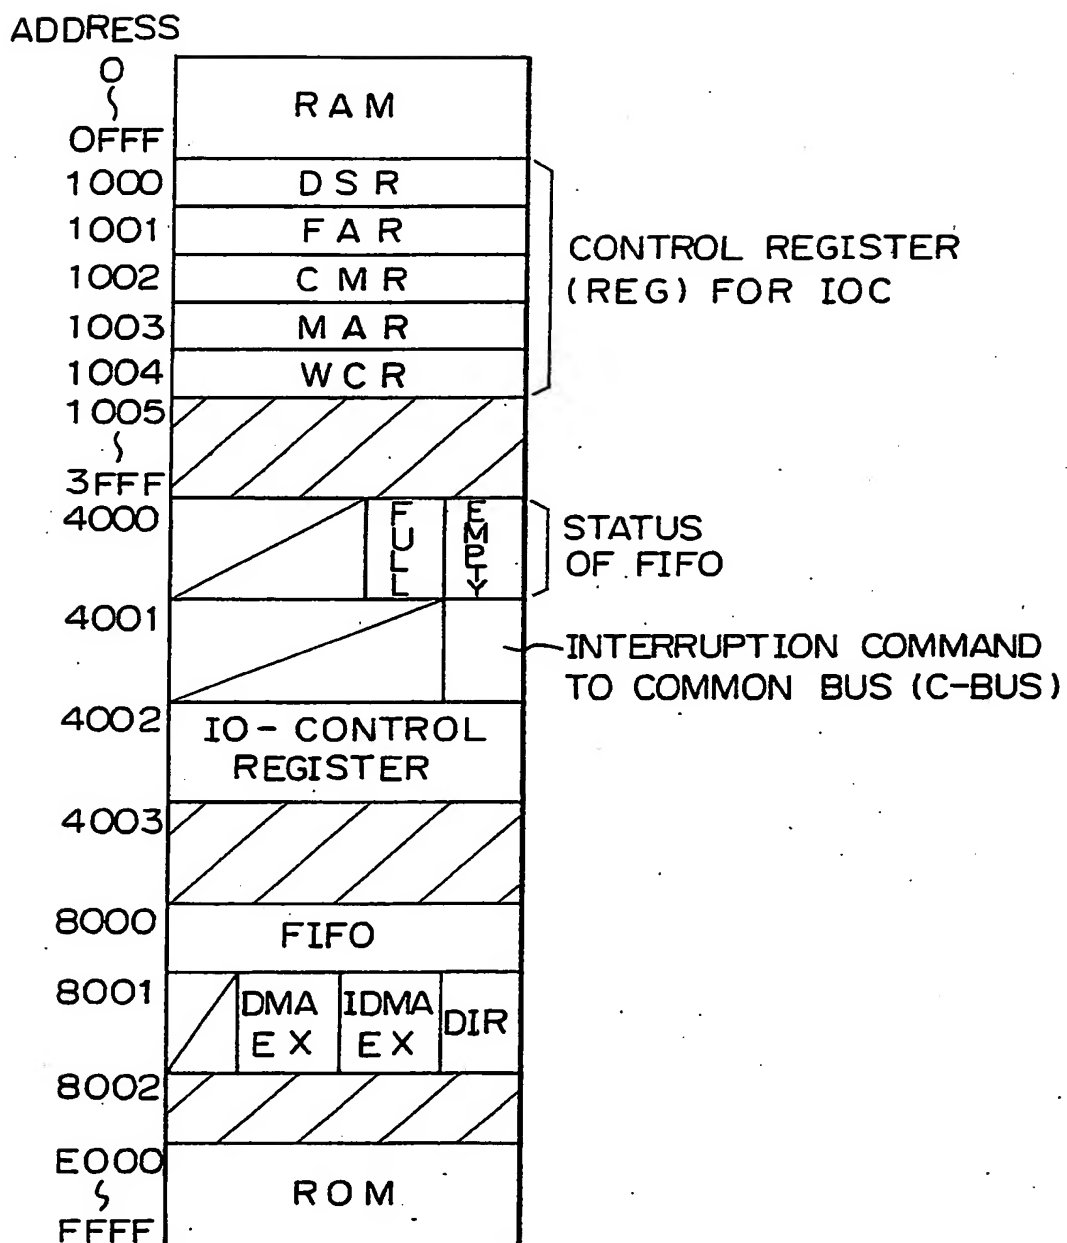 ADDRESS
0
~
0FFF
RAM
1000 DSR
1001 FAR
1002 CMR
1003 MAR
1004 WCR
CONTROL REGISTER
(REG) FOR IOC
1005
~
3FFF
4000
FULL
EMPTY
STATUS
OF FIFO
4001
INTERRUPTION COMMAND
TO COMMON BUS (C-BUS)
4002
IO-CONTROL
REGISTER
4003
8000 FIFO
8001
DMA
EX
IDMA
EX
DIR
8002
E000
~
FFFF
ROM